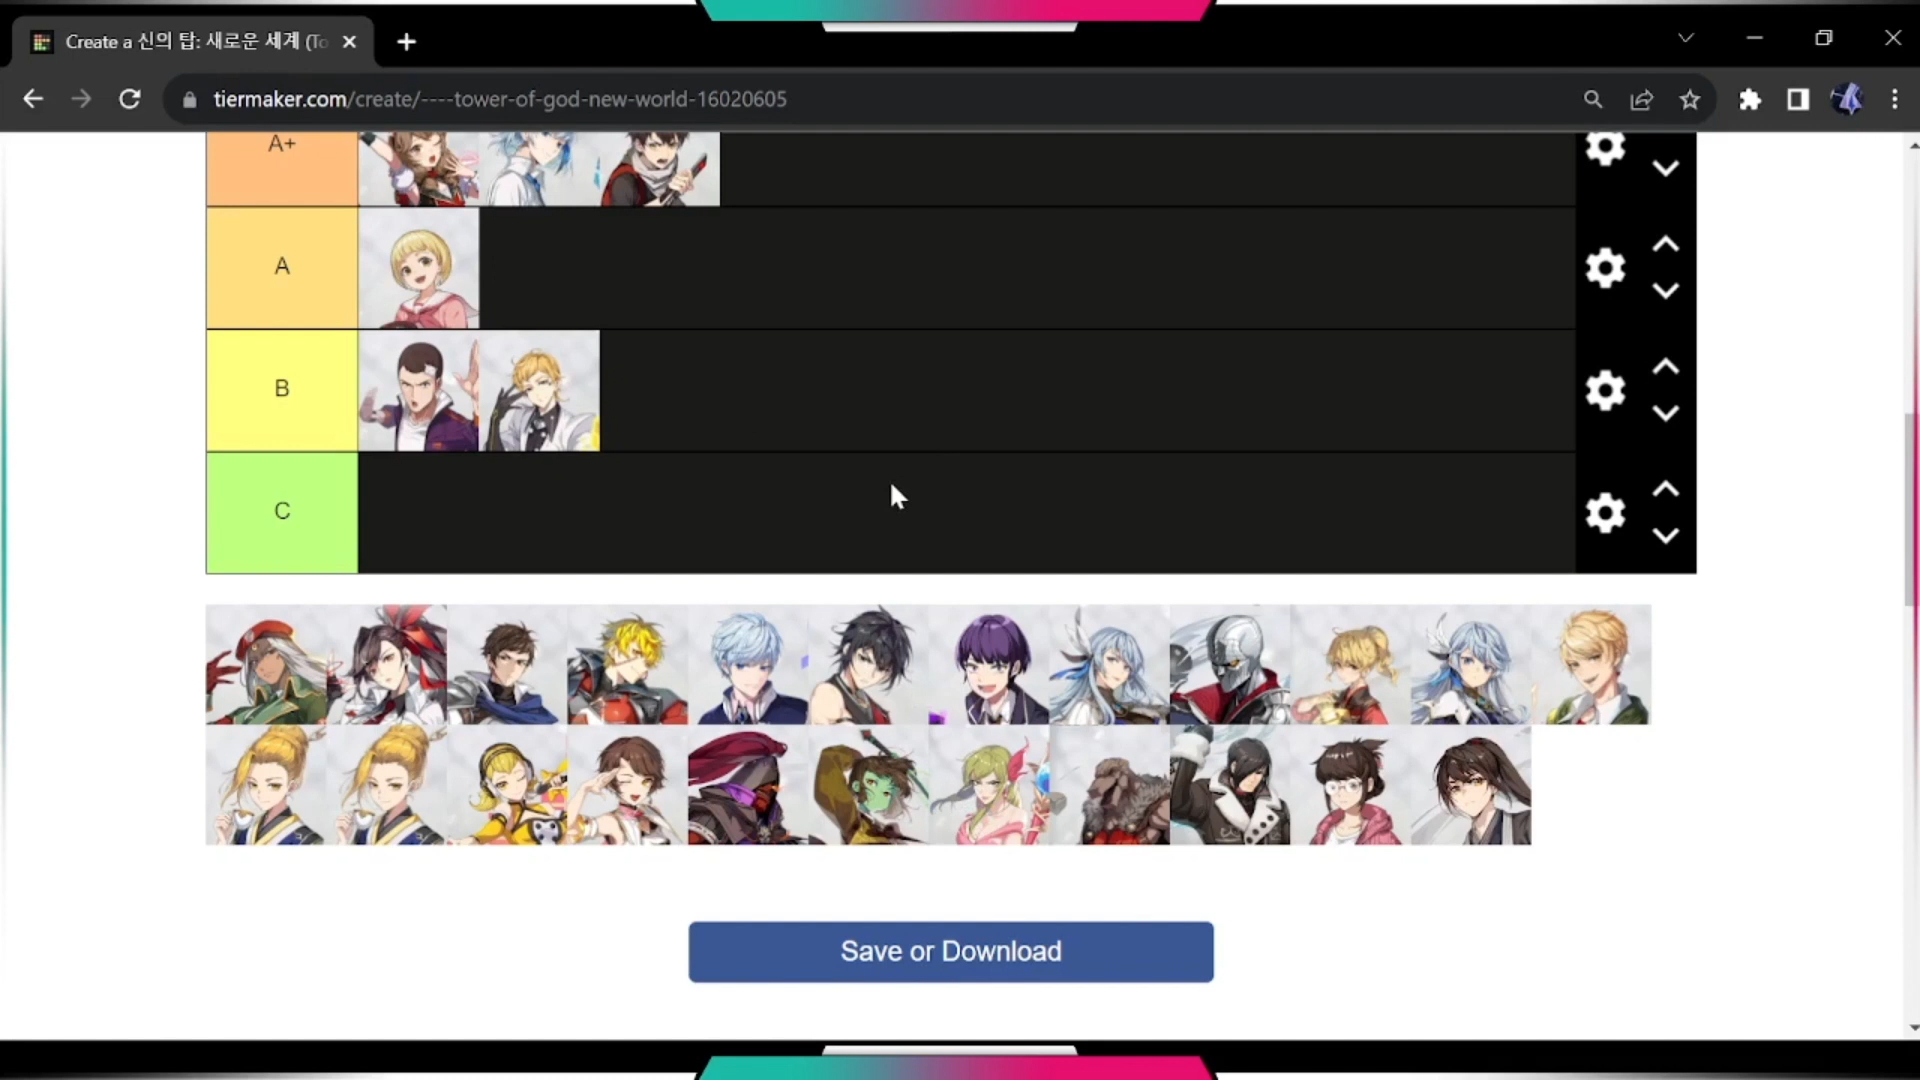 Create a 신의 탑: 새로운 세계 (To
tiermaker.com/create/----tower-of-god-new-world-16020605
A+
A
B
C
Save or Download